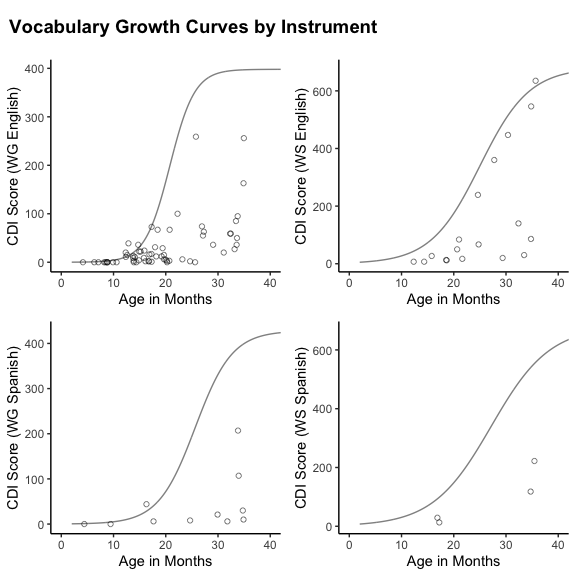 Vocabulary Growth Curves by Instrument
CDI Score (WG English)
400
300
200
100
0
0 10 20 30 40
Age in Months
CDI Score (WS English)
600
400
200
0
0 10 20 30 40
Age in Months
CDI Score (WG Spanish)
400
300
200
100
0
0 10 20 30 40
Age in Months
CDI Score (WS Spanish)
600
400
200
0
0 10 20 30 40
Age in Months